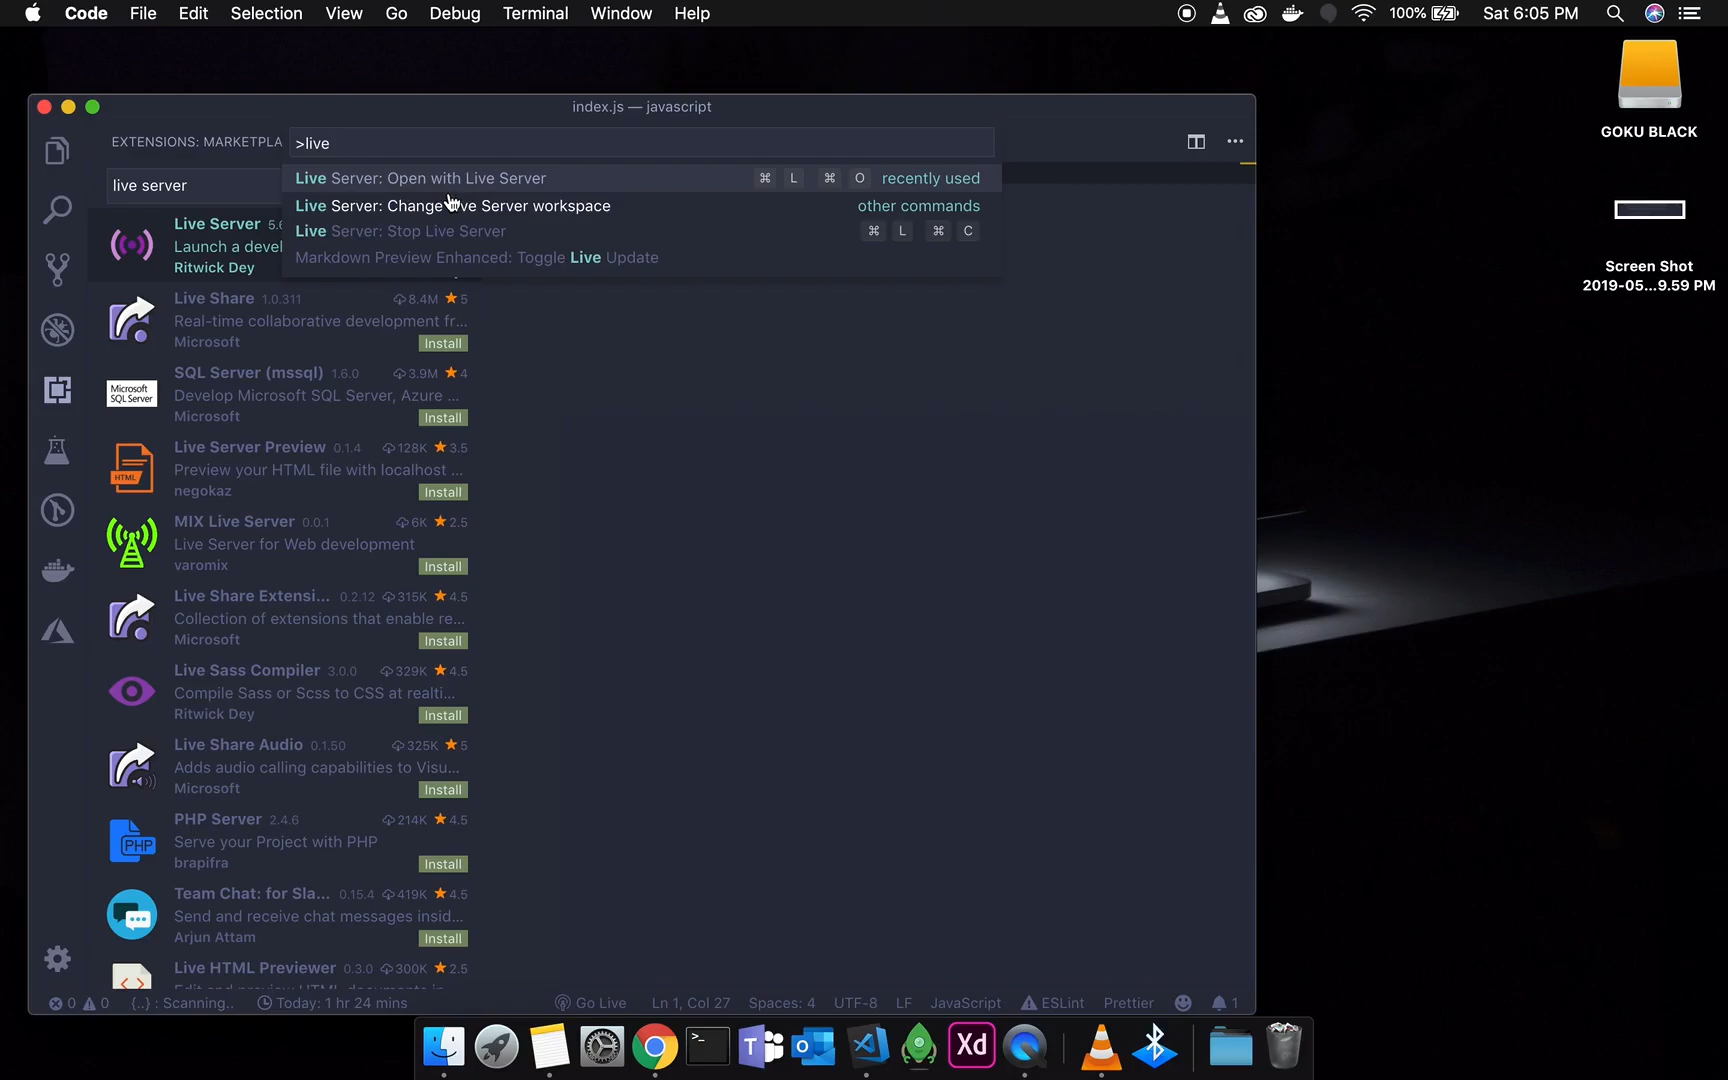 Code File Edit Selection View Go Debug Terminal Window Help 100% Sat 6:05 PM
GOKU BLACK
Screen Shot
2019-05...9.59 PM
index.js — javascript
EXTENSIONS: MARKETPLA
>live
live server
Live Server: Open with Live Server ⌘ L ⌘ O recently used
Live Server: Change Live Server workspace other commands
Live Server: Stop Live Server ⌘ L ⌘ C
Markdown Preview Enhanced: Toggle Live Update
Live Server 5.6
Launch a devel
Ritwick Dey
Live Share 1.0.311 8.4M ★ 5
Real-time collaborative development fr...
Microsoft Install
Microsoft
SQL Server
SQL Server (mssql) 1.6.0 3.9M ★ 4
Develop Microsoft SQL Server, Azure ...
Microsoft Install
HTML
Live Server Preview 0.1.4 128K ★ 3.5
Preview your HTML file with localhost ...
negokaz Install
MIX Live Server 0.0.1 6K ★ 2.5
Live Server for Web development
varomix Install
Live Share Extensi... 0.2.12 315K ★ 4.5
Collection of extensions that enable re...
Microsoft Install
Live Sass Compiler 3.0.0 329K ★ 4.5
Compile Sass or Scss to CSS at realti...
Ritwick Dey Install
Live Share Audio 0.1.50 325K ★ 5
Adds audio calling capabilities to Visu...
Microsoft Install
PHP
PHP Server 2.4.6 214K ★ 4.5
Serve your Project with PHP
brapifra Install
Team Chat: for Sla... 0.15.4 419K ★ 4.5
Send and receive chat messages insid...
Arjun Attam Install
Live HTML Previewer 0.3.0 300K ★ 2.5
0 0 {..} : Scanning.. Today: 1 hr 24 mins Go Live Ln 1, Col 27 Spaces: 4 UTF-8 LF JavaScript ESLint Prettier 1
Xd